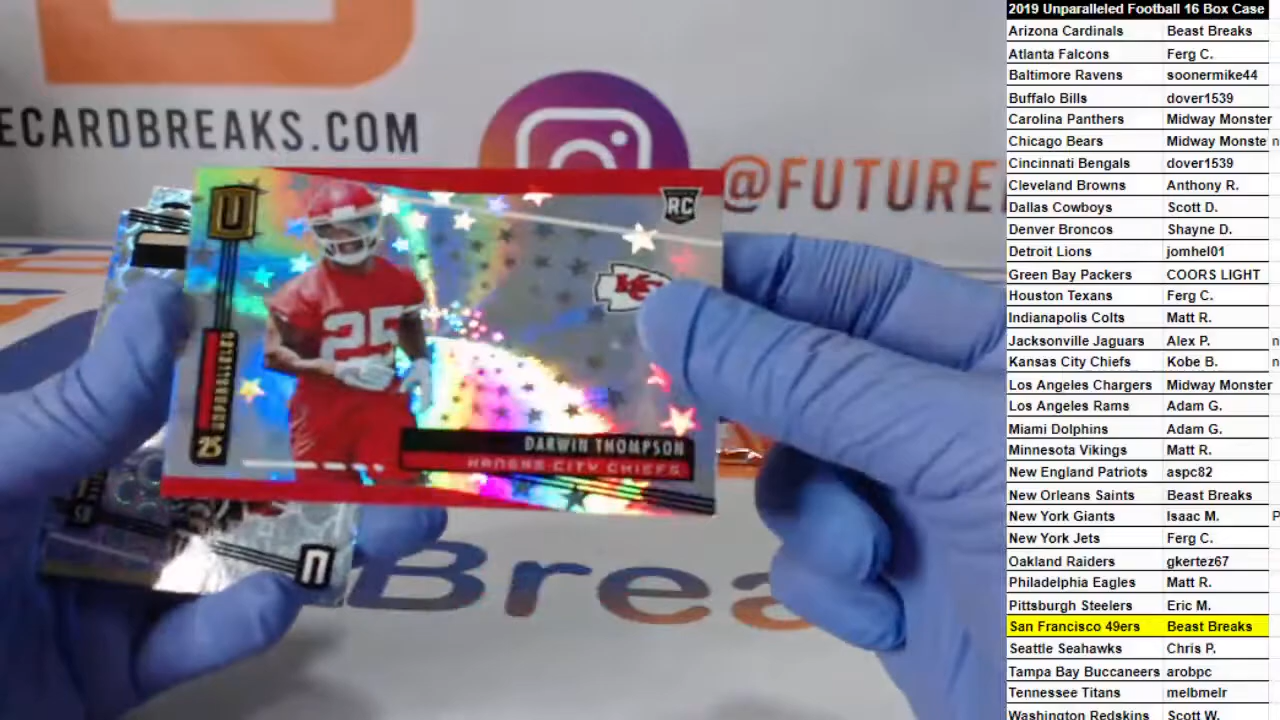 ECARDBREAKS.COM
@FUTURE
U
RC
KC
25
UNPARALLELED
25
DARWIN THOMPSON
KANSAS CITY CHIEFS
U
Brea
2019 Unparalleled Football 16 Box Case
Arizona Cardinals Beast Breaks
Atlanta Falcons Ferg C.
Baltimore Ravens soonermike44
Buffalo Bills dover1539
Carolina Panthers Midway Monster
Chicago Bears Midway Monste n
Cincinnati Bengals dover1539
Cleveland Browns Anthony R.
Dallas Cowboys Scott D.
Denver Broncos Shayne D.
Detroit Lions jomhel01
Green Bay Packers COORS LIGHT
Houston Texans Ferg C.
Indianapolis Colts Matt R.
Jacksonville Jaguars Alex P. n
Kansas City Chiefs Kobe B. n
Los Angeles Chargers Midway Monster
Los Angeles Rams Adam G.
Miami Dolphins Adam G.
Minnesota Vikings Matt R.
New England Patriots aspc82
New Orleans Saints Beast Breaks
New York Giants Isaac M. P
New York Jets Ferg C.
Oakland Raiders gkertez67
Philadelphia Eagles Matt R.
Pittsburgh Steelers Eric M.
San Francisco 49ers Beast Breaks
Seattle Seahawks Chris P.
Tampa Bay Buccaneers arobpc
Tennessee Titans melbmelr
Washington Redskins Scott W.